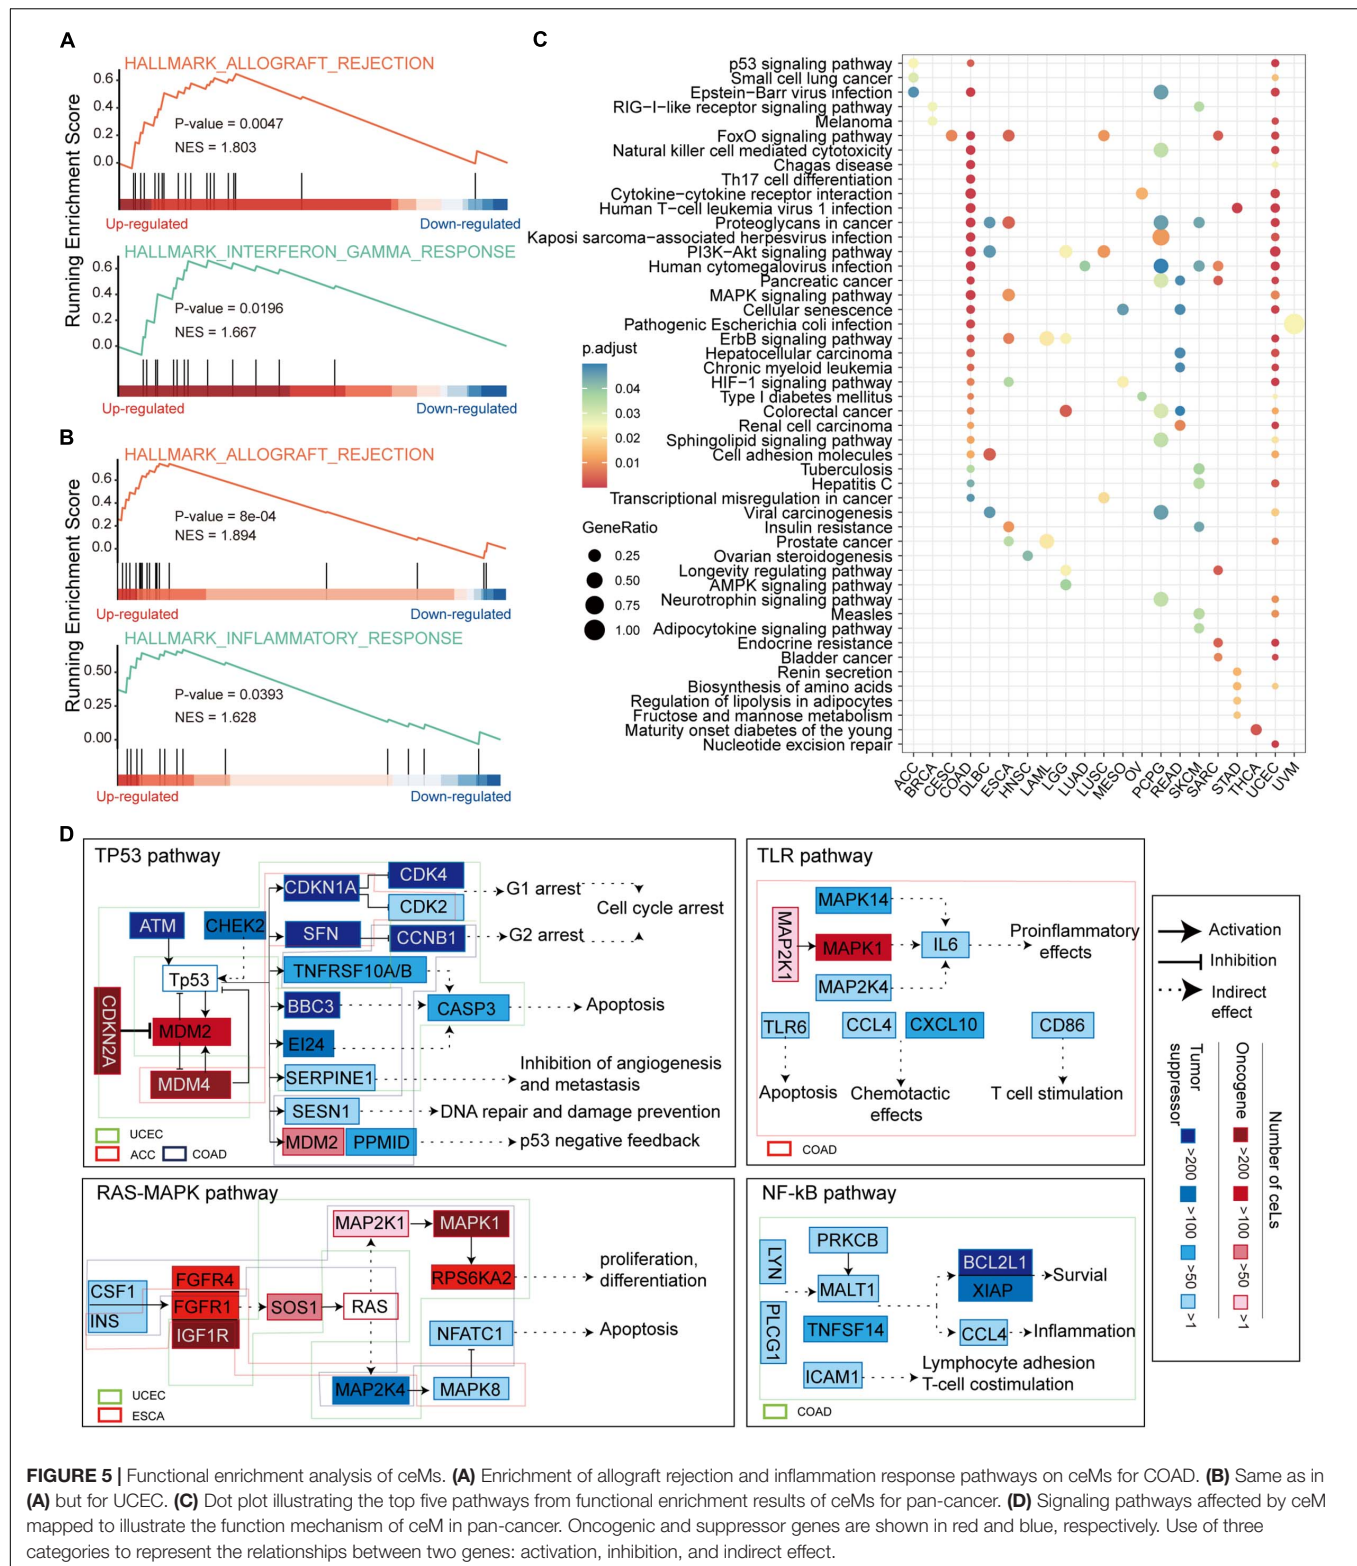 A
HALLMARK_ALLOGRAFT_REJECTION
0.6
0.4
0.2
0.0
P-value = 0.0047
NES = 1.803
Up-regulated
Down-regulated
HALLMARK_INTERFERON_GAMMA_RESPONSE
0.6
0.4
0.0
P-value = 0.0196
NES = 1.667
Up-regulated
Down-regulated
Running Enrichment Score
B
HALLMARK_ALLOGRAFT_REJECTION
0.6
0.4
0.2
0.0
P-value = 8e-04
NES = 1.894
Up-regulated
Down-regulated
HALLMARK_INFLAMMATORY_RESPONSE
0.50
0.25
0.00
P-value = 0.0393
NES = 1.628
Up-regulated
Down-regulated
Running Enrichment Score
C
p53 signaling pathway
Small cell lung cancer
Epstein−Barr virus infection
RIG−I−like receptor signaling pathway
Melanoma
FoxO signaling pathway
Natural killer cell mediated cytotoxicity
Chagas disease
Th17 cell differentiation
Cytokine−cytokine receptor interaction
Human T−cell leukemia virus 1 infection
Proteoglycans in cancer
Kaposi sarcoma−associated herpesvirus infection
PI3K−Akt signaling pathway
Human cytomegalovirus infection
Pancreatic cancer
MAPK signaling pathway
Cellular senescence
Pathogenic Escherichia coli infection
ErbB signaling pathway
Hepatocellular carcinoma
Chronic myeloid leukemia
HIF−1 signaling pathway
Type I diabetes mellitus
Colorectal cancer
Renal cell carcinoma
Sphingolipid signaling pathway
Cell adhesion molecules
Tuberculosis
Hepatitis C
Transcriptional misregulation in cancer
Viral carcinogenesis
Insulin resistance
Prostate cancer
Ovarian steroidogenesis
Longevity regulating pathway
AMPK signaling pathway
Neurotrophin signaling pathway
Measles
Adipocytokine signaling pathway
Endocrine resistance
Bladder cancer
Renin secretion
Biosynthesis of amino acids
Regulation of lipolysis in adipocytes
Fructose and mannose metabolism
Maturity onset diabetes of the young
Nucleotide excision repair
p.adjust
0.04
0.03
0.02
0.01
GeneRatio
0.25
0.50
0.75
1.00
ACC
BRCA
CESC
COAD
DLBC
ESCA
HNSC
LAML
LGG
LUAD
LUSC
MESO
OV
PCPG
READ
SKCM
SARC
STAD
THCA
UCEC
UVM
D
TP53 pathway
ATM
CHEK2
Tp53
CDKN2A
MDM2
MDM4
CDKN1A
CDK4
CDK2
SFN
CCNB1
TNFRSF10A/B
BBC3
CASP3
EI24
SERPINE1
SESN1
MDM2
PPMID
G1 arrest
Cell cycle arrest
G2 arrest
Apoptosis
Inhibition of angiogenesis
and metastasis
DNA repair and damage prevention
p53 negative feedback
UCEC
ACC
COAD
TLR pathway
MAP2K1
MAPK14
MAPK1
MAP2K4
IL6
Proinflammatory
effects
TLR6
CCL4
CXCL10
CD86
Apoptosis
Chemotactic
effects
T cell stimulation
COAD
RAS-MAPK pathway
CSF1
INS
FGFR4
FGFR1
IGF1R
SOS1
RAS
MAP2K1
MAPK1
RPS6KA2
NFATC1
MAP2K4
MAPK8
proliferation,
differentiation
Apoptosis
UCEC
ESCA
NF-kB pathway
LYN
PLCG1
PRKCB
MALT1
TNFSF14
ICAM1
BCL2L1
XIAP
CCL4
Survial
Inflammation
Lymphocyte adhesion
T-cell costimulation
COAD
Activation
Inhibition
Indirect
effect
Tumor
suppressor
Oncogene
Number of ceLs
>200
>100
>50
>1
>200
>100
>50
>1
FIGURE 5 | Functional enrichment analysis of ceMs. (A) Enrichment of allograft rejection and inflammation response pathways on ceMs for COAD. (B) Same as in
(A) but for UCEC. (C) Dot plot illustrating the top five pathways from functional enrichment results of ceMs for pan-cancer. (D) Signaling pathways affected by ceM
mapped to illustrate the function mechanism of ceM in pan-cancer. Oncogenic and suppressor genes are shown in red and blue, respectively. Use of three
categories to represent the relationships between two genes: activation, inhibition, and indirect effect.